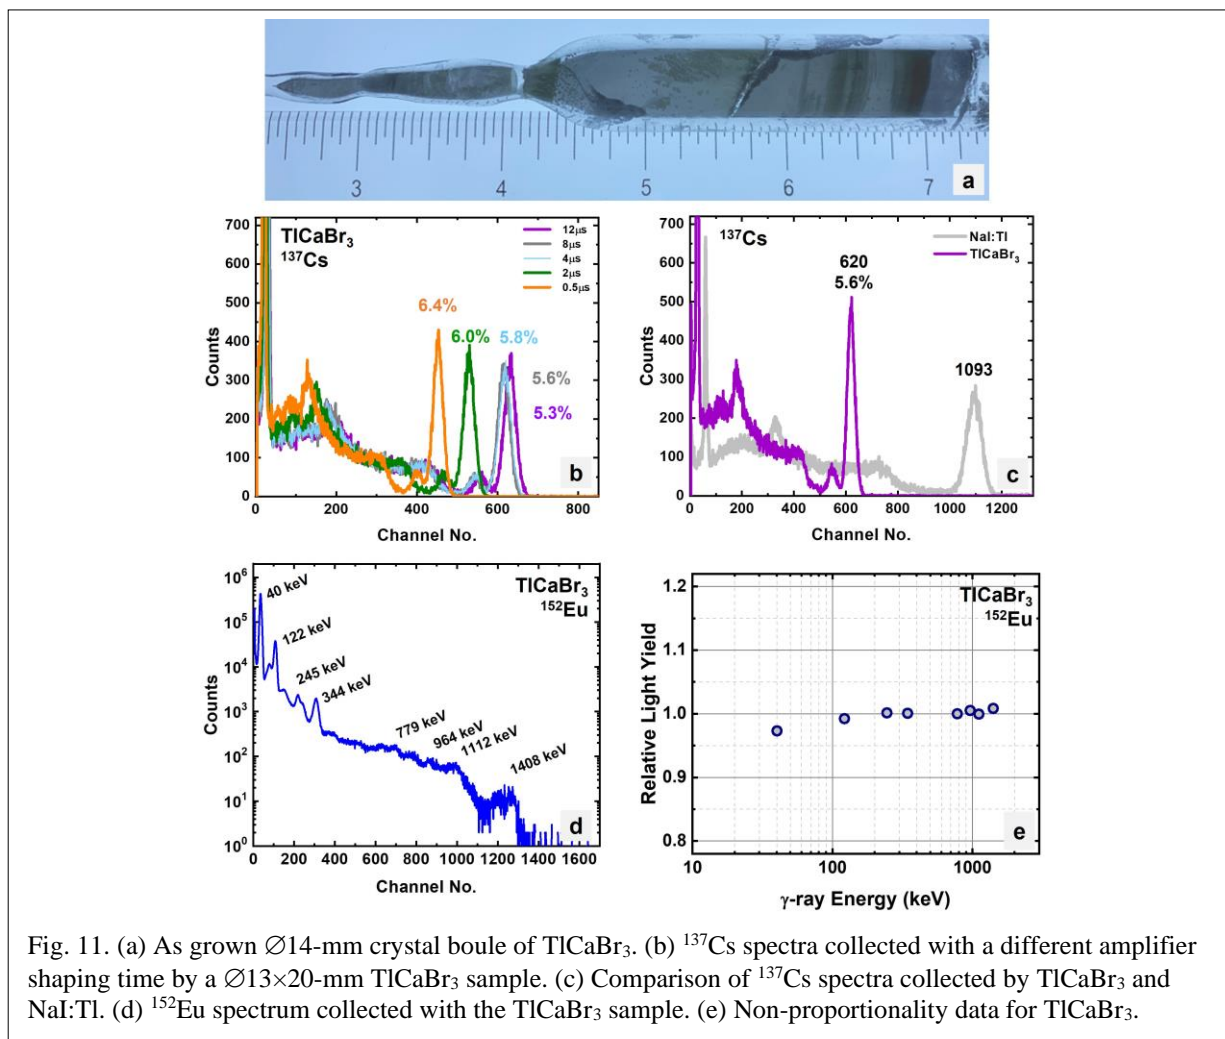 3 4 5 6 7
a
TlCaBr₃
¹³⁷Cs
12μs
8μs
4μs
2μs
0.5μs
6.4%
6.0%
5.8%
5.6%
5.3%
700
600
500
400
300
200
100
0
Counts
b
0 200 400 600 800
Channel No.
¹³⁷Cs
NaI:Tl
TlCaBr₃
620
5.6%
1093
700
600
500
400
300
200
100
0
Counts
c
0 200 400 600 800 1000 1200
Channel No.
TlCaBr₃
¹⁵²Eu
40 keV
122 keV
245 keV
344 keV
779 keV
964 keV
1112 keV
1408 keV
10⁶
10⁵
10⁴
10³
10²
10¹
10⁰
Counts
d
0 200 400 600 800 1000 1200 1400 1600
Channel No.
TlCaBr₃
¹⁵²Eu
1.2
1.1
1.0
0.9
0.8
Relative Light Yield
e
10 100 1000
γ-ray Energy (keV)
Fig. 11. (a) As grown ∅14-mm crystal boule of TlCaBr₃. (b) ¹³⁷Cs spectra collected with a different amplifier
shaping time by a ∅13×20-mm TlCaBr₃ sample. (c) Comparison of ¹³⁷Cs spectra collected by TlCaBr₃ and
NaI:Tl. (d) ¹⁵²Eu spectrum collected with the TlCaBr₃ sample. (e) Non-proportionality data for TlCaBr₃.